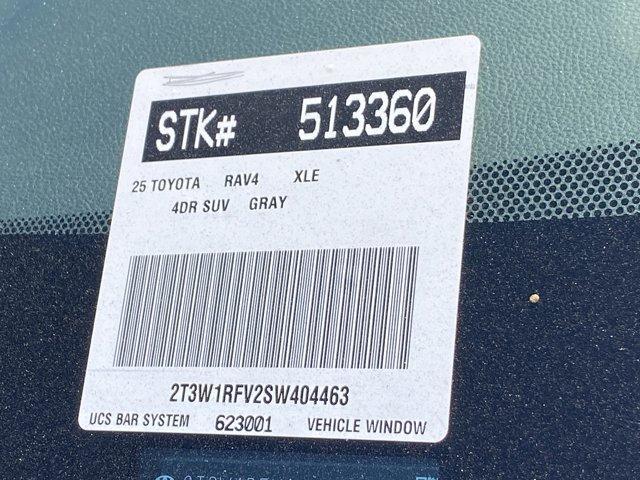 STK# 513360
25 TOYOTA RAV4 XLE
4DR SUV GRAY
2T3W1RFV2SW404463
UCS BAR SYSTEM 623001 VEHICLE WINDOW